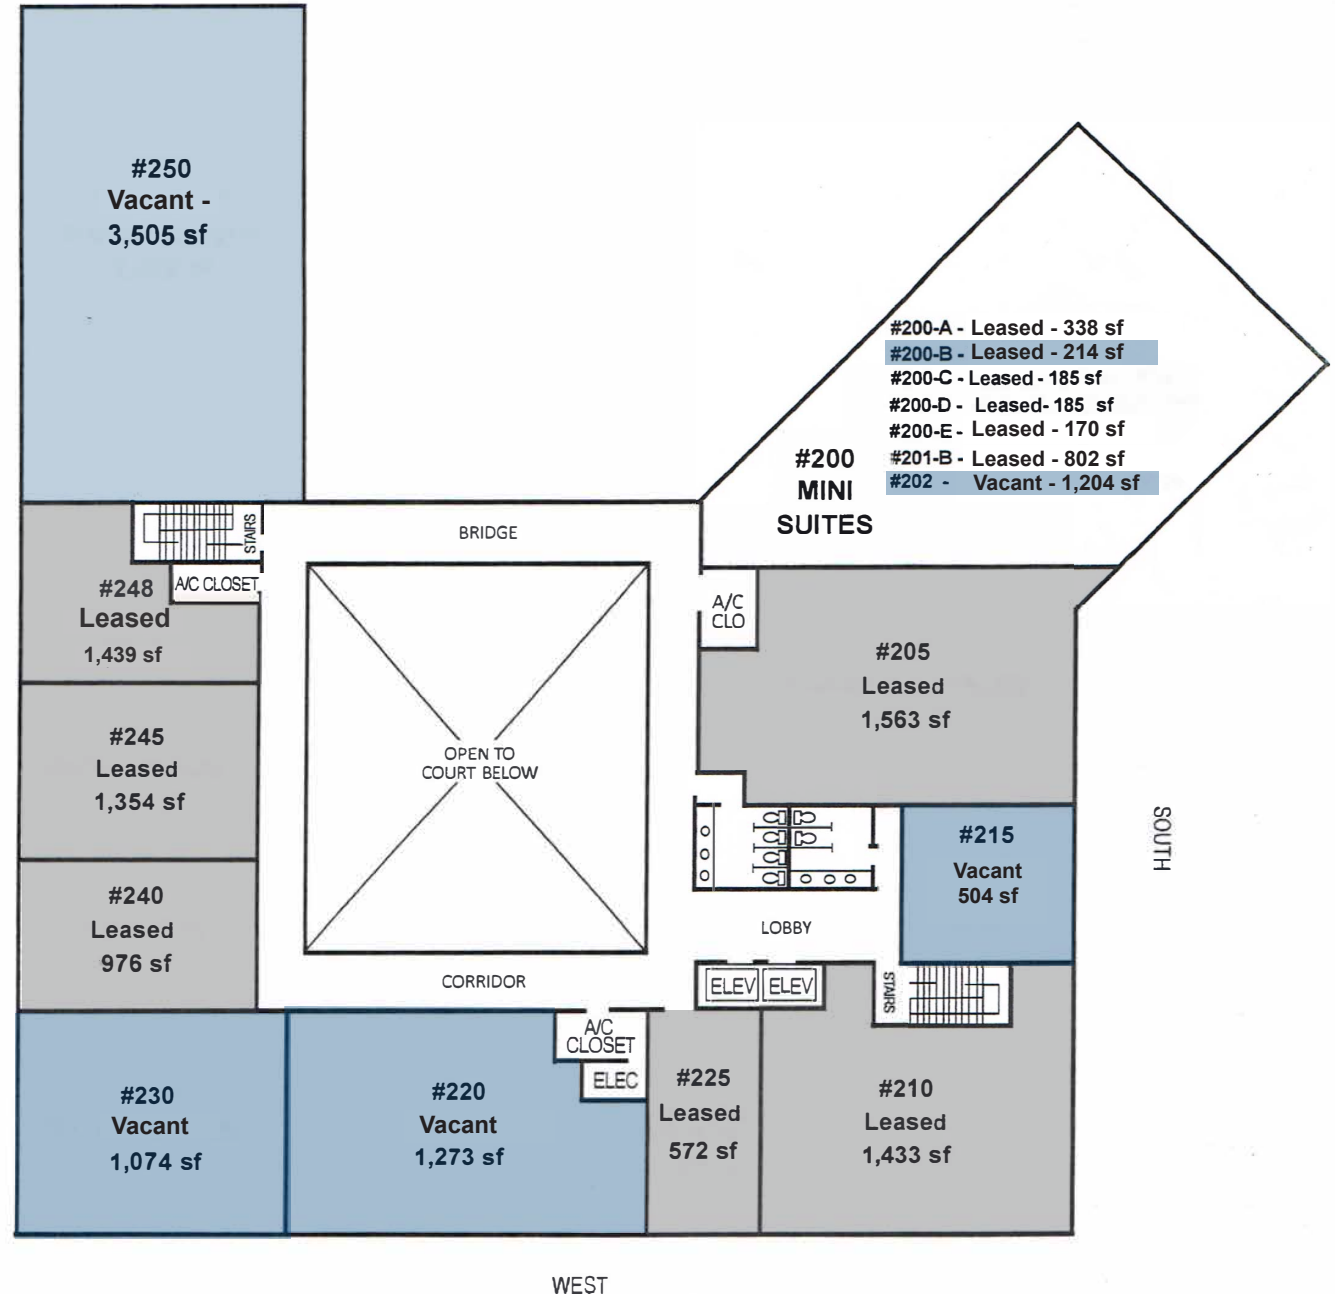 #250
Vacant -
3,505 sf
#200-A - Leased - 338 sf
#200-B - Leased - 214 sf
#200-C - Leased - 185 sf
#200-D - Leased- 185 sf
#200-E - Leased - 170 sf
#201-B - Leased - 802 sf
#202 - Vacant - 1,204 sf
#200
MINI
SUITES
STAIRS
BRIDGE
A/C CLOSET
#248
Leased
1,439 sf
A/C
CLO
#205
Leased
1,563 sf
#245
Leased
1,354 sf
OPEN TO
COURT BELOW
#215
Vacant
504 sf
SOUTH
#240
Leased
976 sf
LOBBY
CORRIDOR
ELEV
ELEV
STAIRS
A/C
CLOSET
ELEC
#230
Vacant
1,074 sf
#220
Vacant
1,273 sf
#225
Leased
572 sf
#210
Leased
1,433 sf
WEST